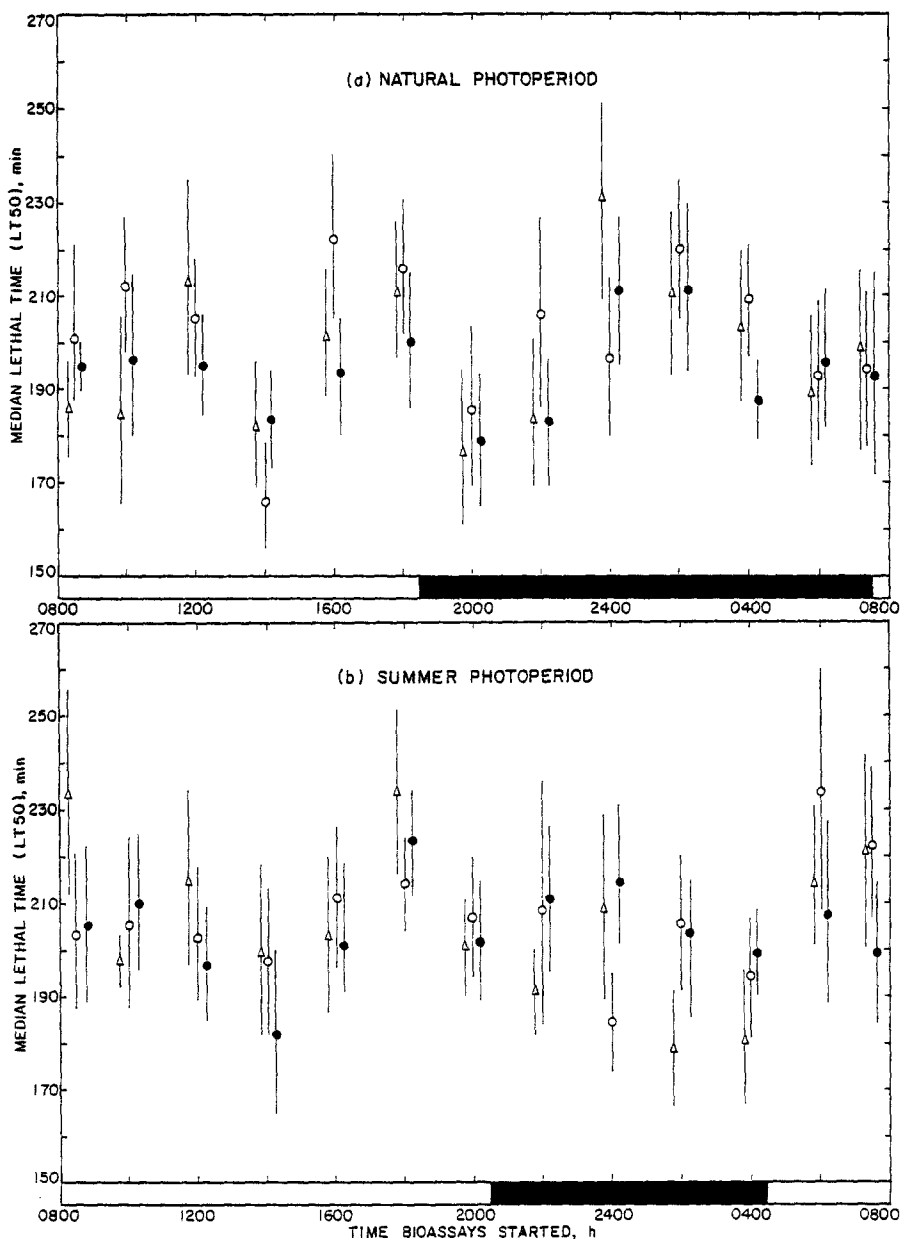 270
(a) NATURAL PHOTOPERIOD
250
230
210
190
170
150
MEDIAN LETHAL TIME (LT50), min
0800 1200 1600 2000 2400 0400 0800
270
(b) SUMMER PHOTOPERIOD
250
230
210
190
170
150
MEDIAN LETHAL TIME (LT50), min
0800 1200 1600 2000 2400 0400 0800
TIME BIOASSAYS STARTED, h